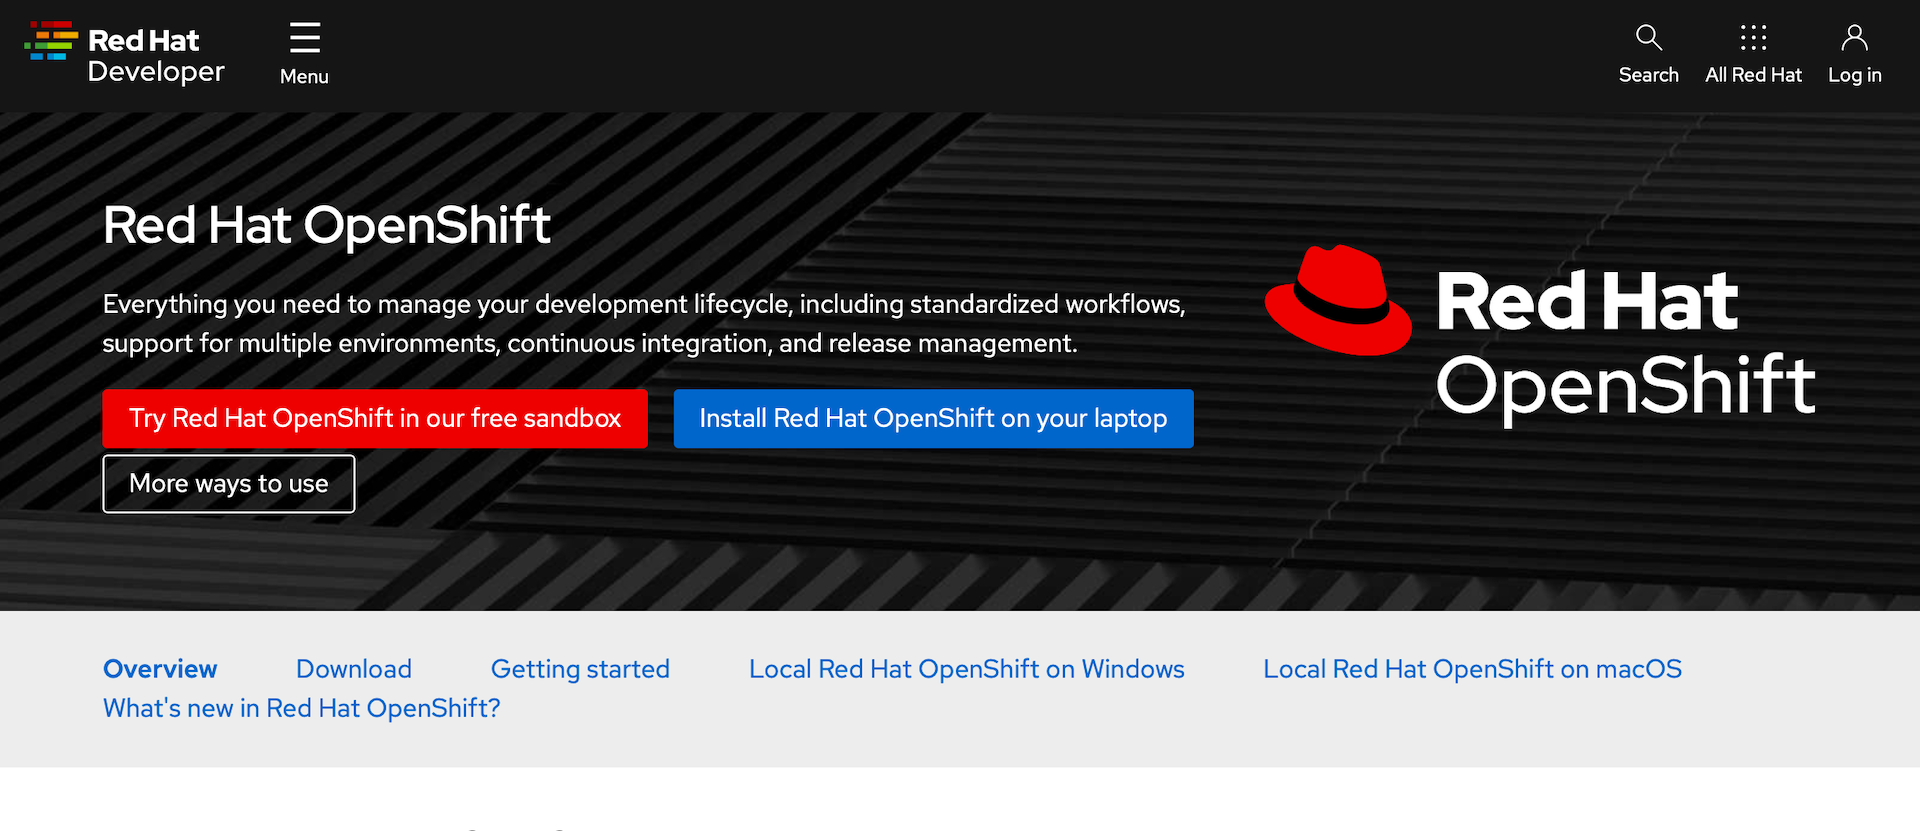 Red Hat
Developer
Menu
Search
All Red Hat
Log in
Red Hat OpenShift
Everything you need to manage your development lifecycle, including standardized workflows,
support for multiple environments, continuous integration, and release management.
Try Red Hat OpenShift in our free sandbox
Install Red Hat OpenShift on your laptop
More ways to use
Red Hat
OpenShift
Overview
Download
Getting started
Local Red Hat OpenShift on Windows
Local Red Hat OpenShift on macOS
What's new in Red Hat OpenShift?